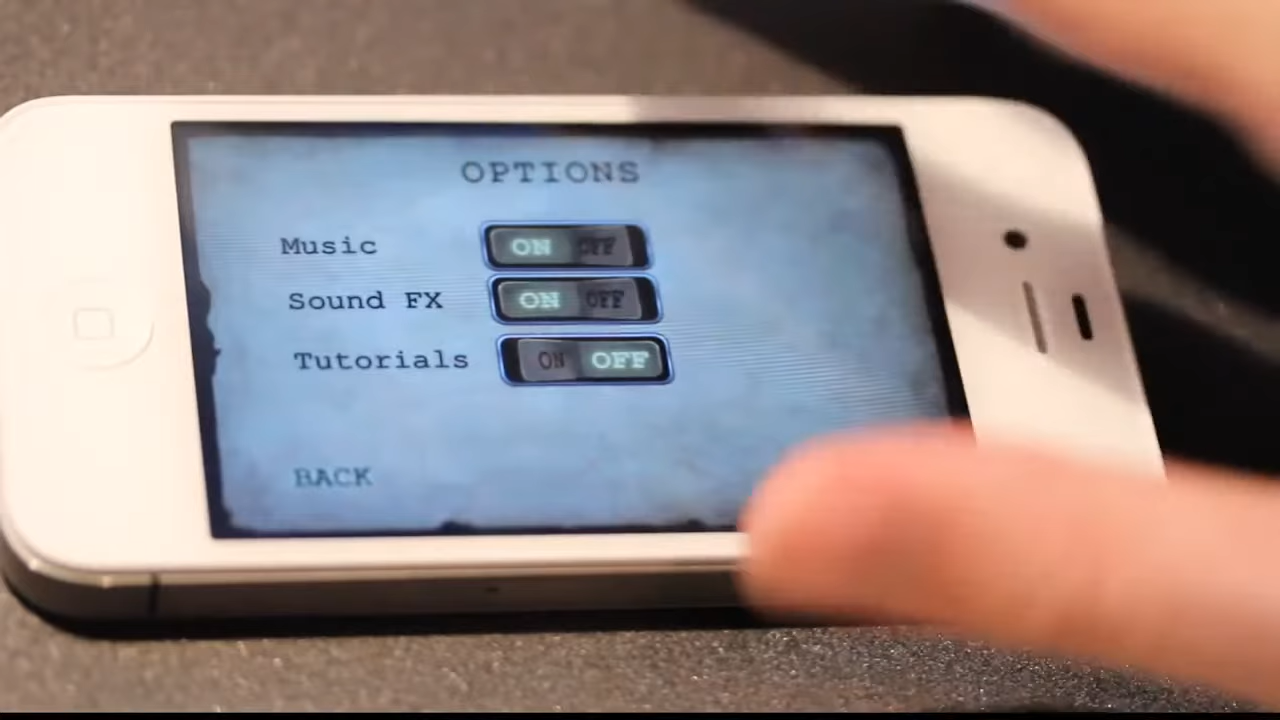 OPTIONS
Music ON OFF
Sound FX ON OFF
Tutorials ON OFF
BACK